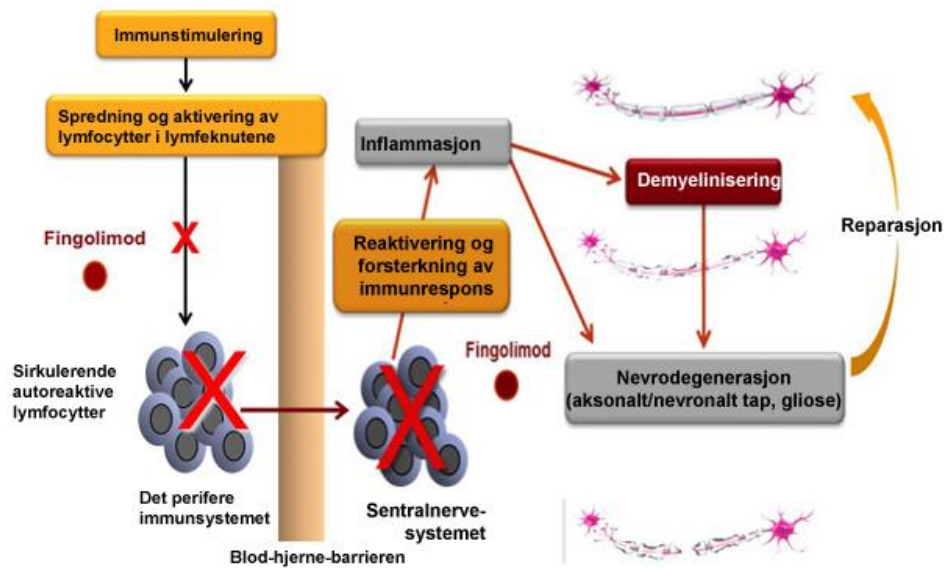 Immunstimulering
Spredning og aktivering av
lymfocytter i lymfeknutene
Fingolimod
X
Sirkulerende
autoreaktive
lymfocytter
X
Det perifere
immunsystemet
Blod-hjerne-barrieren
Inflammasjon
Reaktivering og
forsterkning av
immunrespons
Fingolimod
X
Sentralnerve-
systemet
Demyelinisering
Nevrodegenerasjon
(aksonalt/nevronalt tap, gliose)
Reparasjon